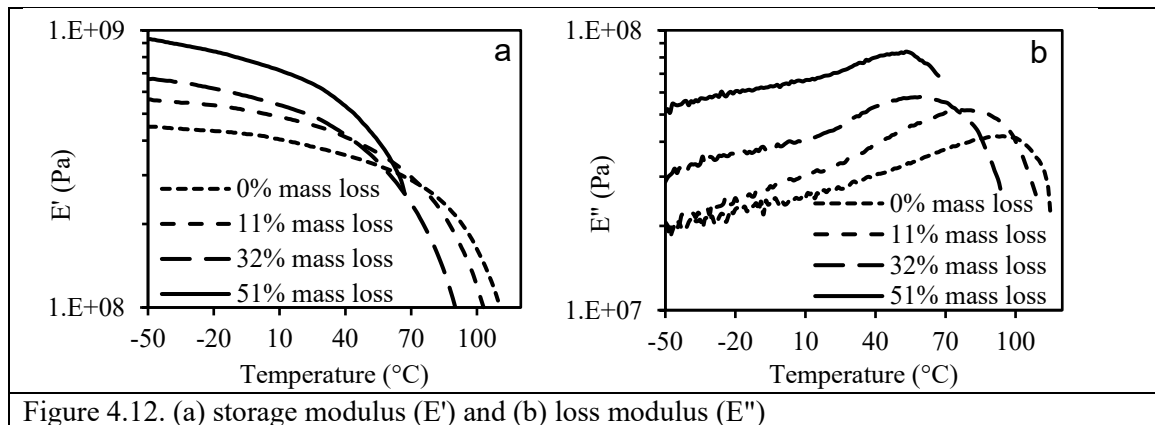 1.E+09
a
E' (Pa)
0% mass loss
11% mass loss
32% mass loss
51% mass loss
1.E+08
-50 -20 10 40 70 100
Temperature (°C)
1.E+08
b
E" (Pa)
0% mass loss
11% mass loss
32% mass loss
51% mass loss
1.E+07
-50 -20 10 40 70 100
Temperature (°C)
Figure 4.12. (a) storage modulus (E') and (b) loss modulus (E")